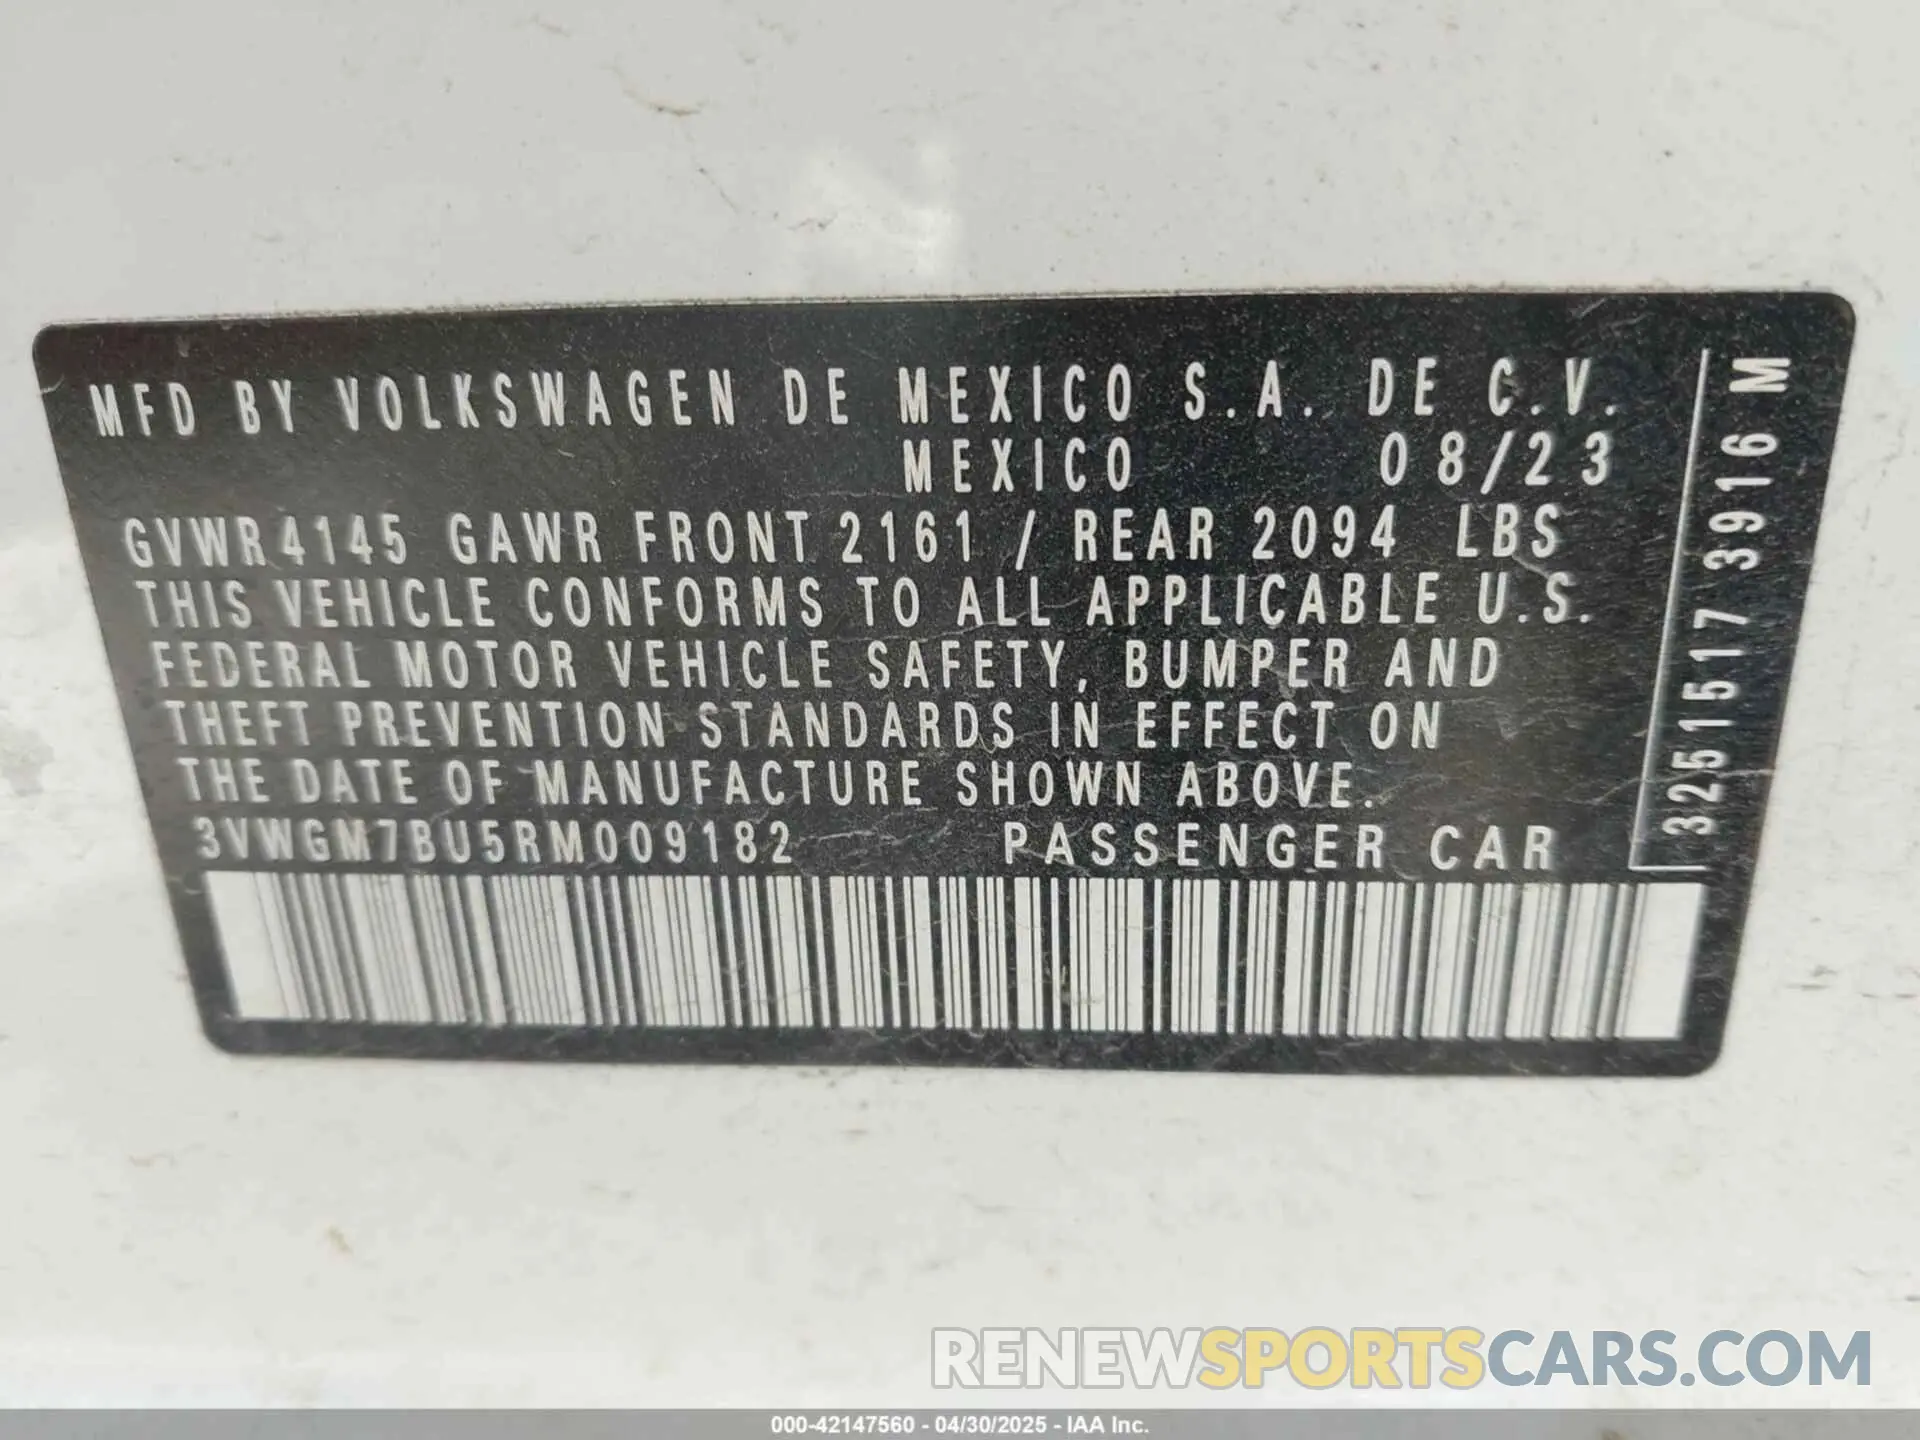 MFD BY VOLKSWAGEN DE MEXICO S.A. DE C.V.
MEXICO 08/23
GVWR 4145 GAWR FRONT 2161 / REAR 2094 LBS
THIS VEHICLE CONFORMS TO ALL APPLICABLE U.S.
FEDERAL MOTOR VEHICLE SAFETY, BUMPER AND
THEFT PREVENTION STANDARDS IN EFFECT ON
THE DATE OF MANUFACTURE SHOWN ABOVE.
3VWGM7BU5RM009182 PASSENGER CAR
3251517 3916 M
RENEWSPORTSCARS.COM
000-42147560 - 04/30/2025 - IAA Inc.